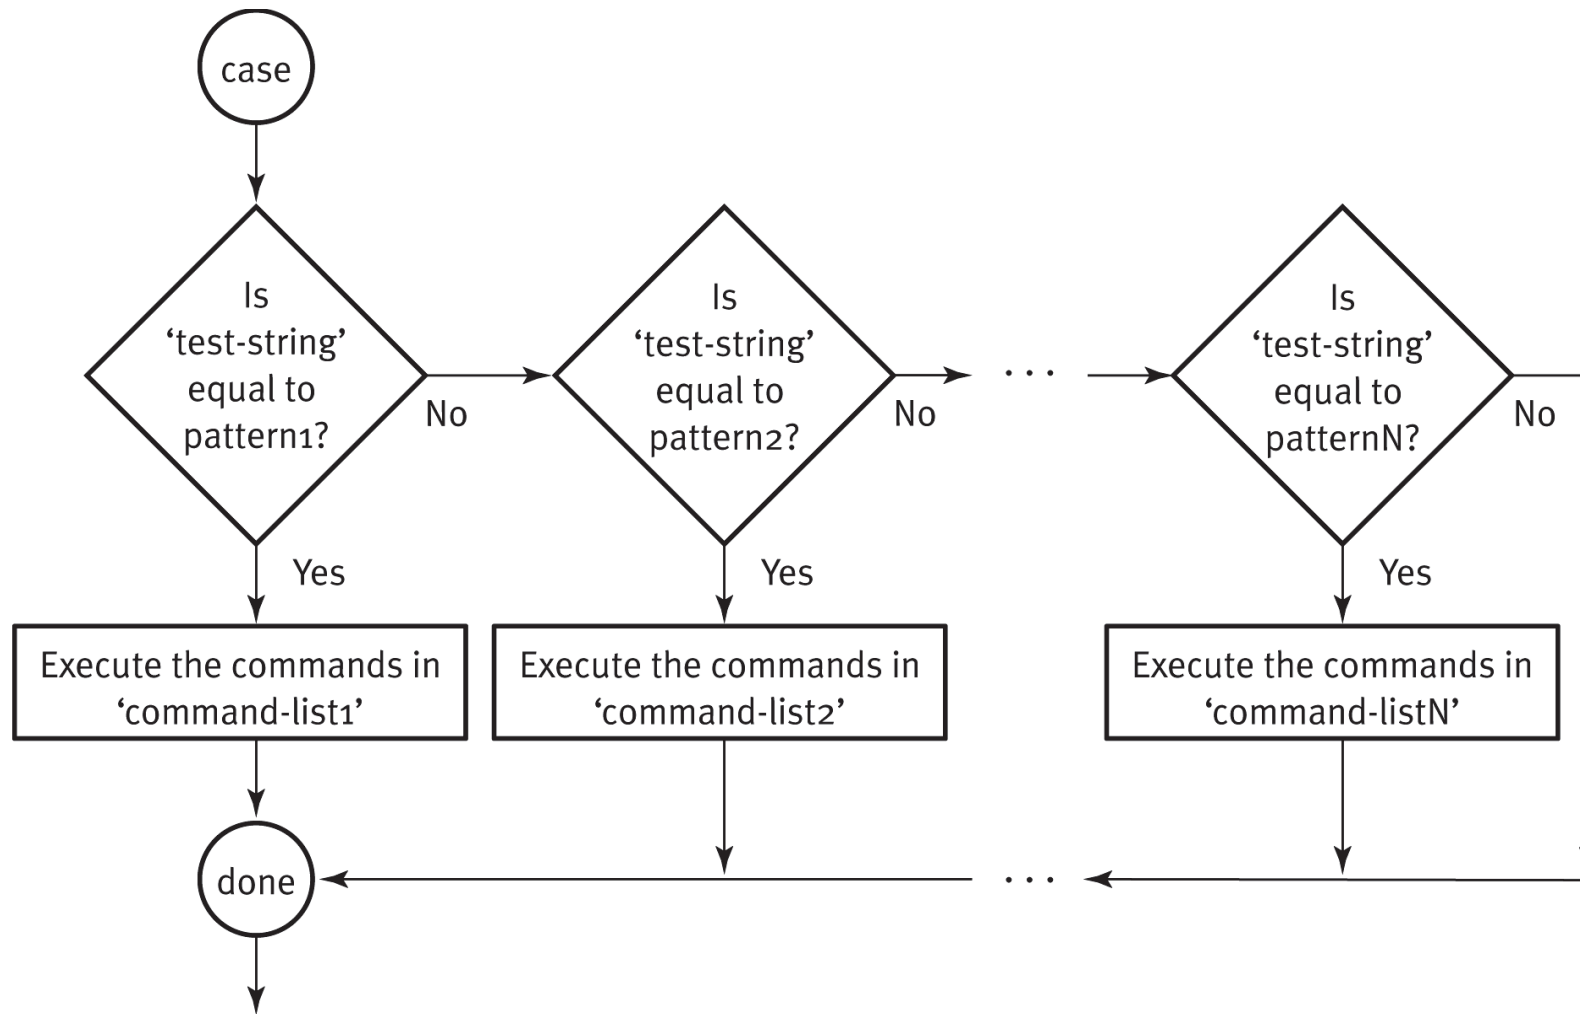 case
Is
‘test-string’
equal to
pattern1?
No
Is
‘test-string’
equal to
pattern2?
No
...
Is
‘test-string’
equal to
patternN?
No
Yes
Yes
Yes
Execute the commands in
‘command-list1’
Execute the commands in
‘command-list2’
Execute the commands in
‘command-listN’
done
...